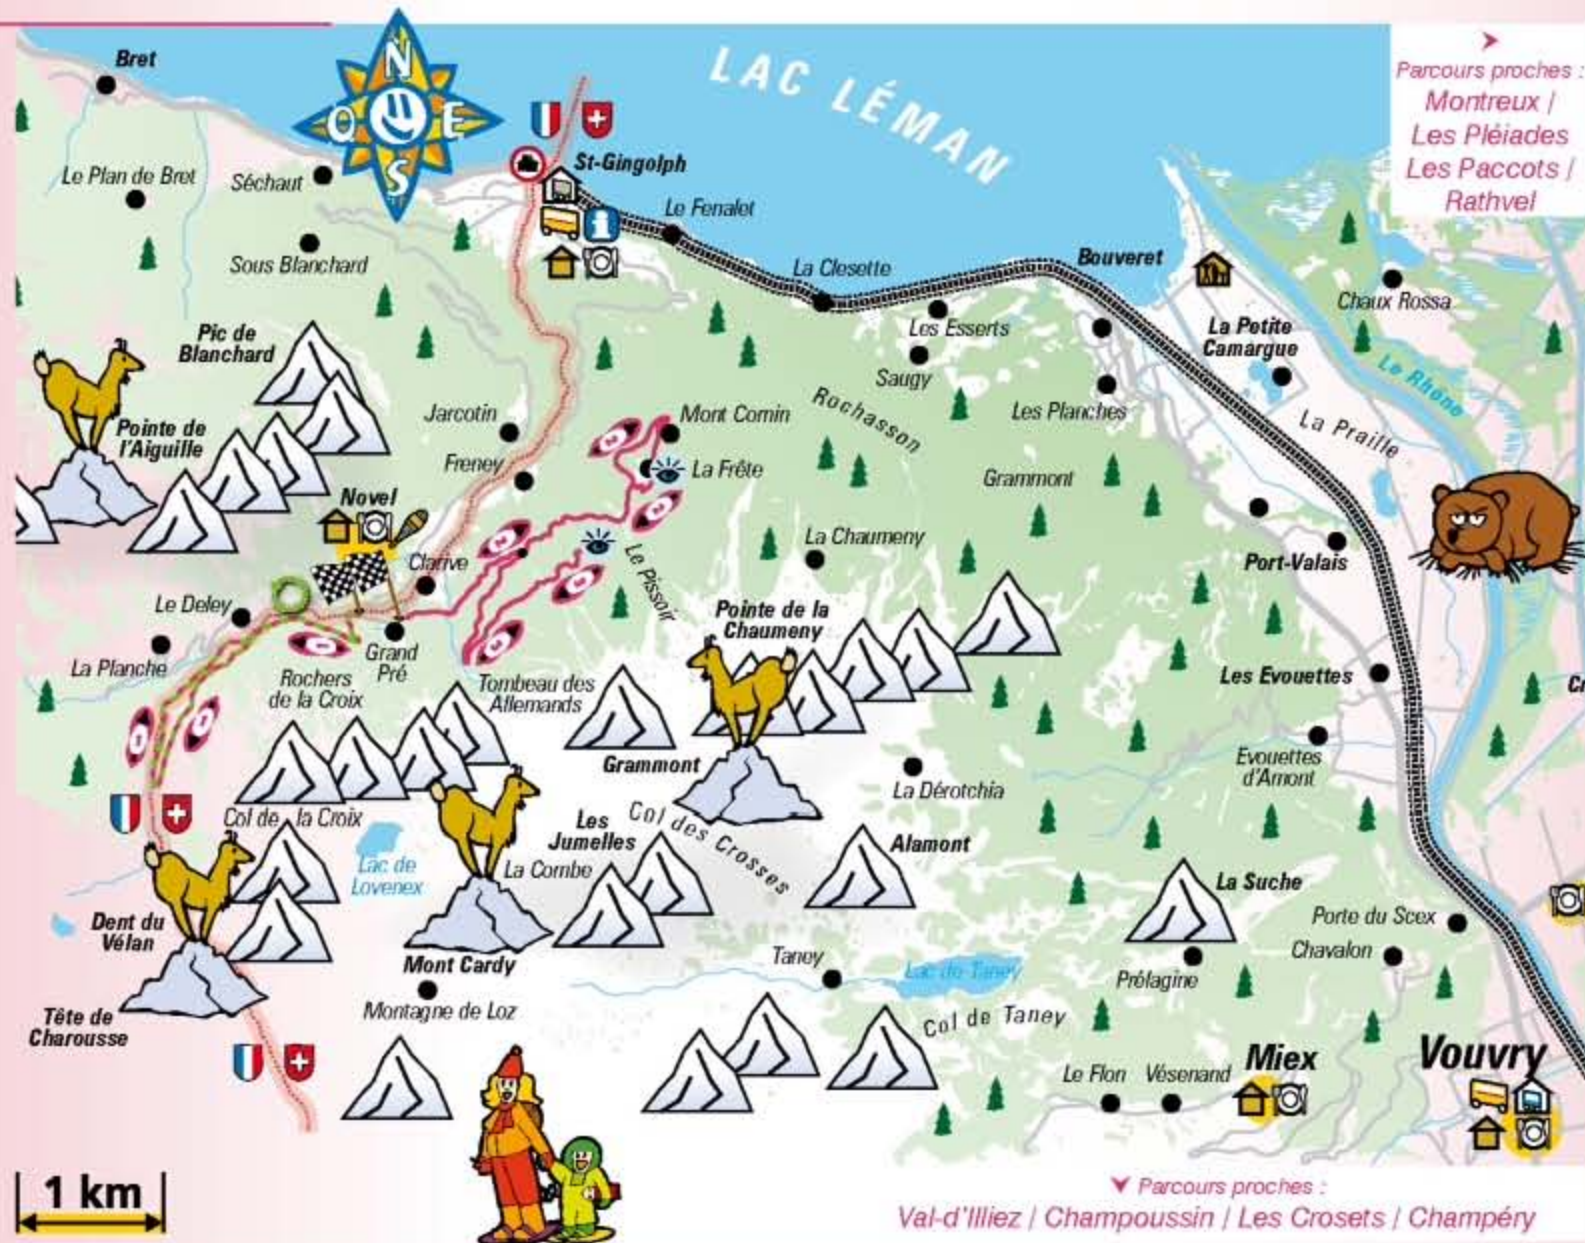 Bret
N
O
E
S
LAC LÉMAN
➤
Parcours proches :
Montreux /
Les Pléiades
Les Paccots /
Rathvel
Le Plan de Bret
Séchaut
St-Gingolph
Le Fenalet
Sous Blanchard
La Closette
Bouveret
Chaux Rossa
Les Esserts
La Petite
Camargue
Le Rhône
Pic de
Blanchard
Saugy
Les Planches
Jarcotin
Mont Cornin
Rochasson
La Praille
Pointe de
l'Aiguille
Freney
La Frête
Grammont
Novel
Clarive
Le Pissoir
La Chaumeny
Port-Valais
Le Deley
Pointe de la
Chaumeny
La Planche
Grand
Pré
Rochers
de la Croix
Tombeau des
Allemands
Les Evouettes
Grammont
Evouettes
d'Amont
La Dérotchia
Col de la Croix
Les
Jumelles
Col des Crosses
Alamont
Lac de
Lovenex
La Combe
La Suche
Dent du
Vélan
Porte du Scex
Mont Cardy
Taney
Lac de Taney
Prélagine
Chavalon
Montagne de Loz
Tête de
Charousse
Col de Taney
Le Flon
Vésenand
Miex
Vouvry
1 km
Parcours proches :
Val-d'Illiez / Champoussin / Les Crosets / Champéry